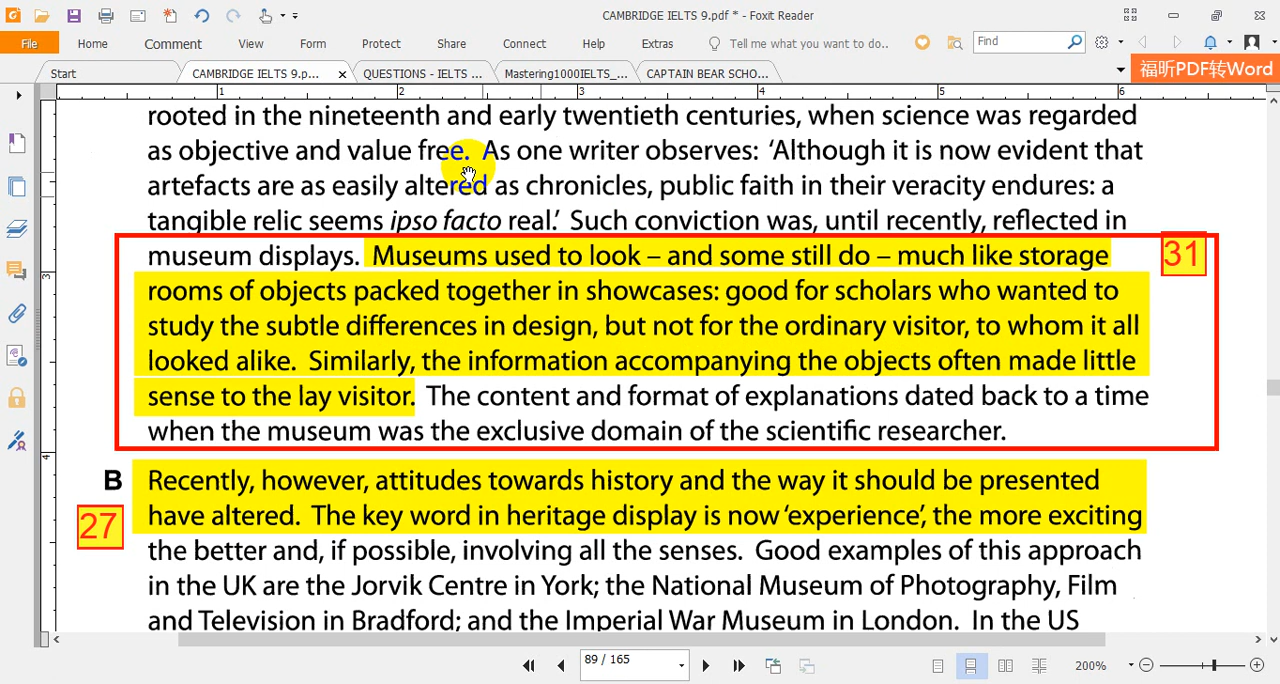 CAMBRIDGE IELTS 9.pdf * - Foxit Reader
File Home Comment View Form Protect Share Connect Help Extras Tell me what you want to do.. Find
Start CAMBRIDGE IELTS 9.p... QUESTIONS - IELTS ... Mastering1000IELTS_... CAPTAIN BEAR SCHO... 福昕PDF转Word
1 2 3 4 5 6
rooted in the nineteenth and early twentieth centuries, when science was regarded
as objective and value free. As one writer observes: ‘Although it is now evident that
artefacts are as easily altered as chronicles, public faith in their veracity endures: a
tangible relic seems ipso facto real.’ Such conviction was, until recently, reflected in
museum displays. Museums used to look – and some still do – much like storage 31
3
rooms of objects packed together in showcases: good for scholars who wanted to
study the subtle differences in design, but not for the ordinary visitor, to whom it all
looked alike. Similarly, the information accompanying the objects often made little
sense to the lay visitor. The content and format of explanations dated back to a time
when the museum was the exclusive domain of the scientific researcher.
4
B Recently, however, attitudes towards history and the way it should be presented
27 have altered. The key word in heritage display is now ‘experience’, the more exciting
the better and, if possible, involving all the senses. Good examples of this approach
in the UK are the Jorvik Centre in York; the National Museum of Photography, Film
and Television in Bradford; and the Imperial War Museum in London. In the US
89 / 165 200%